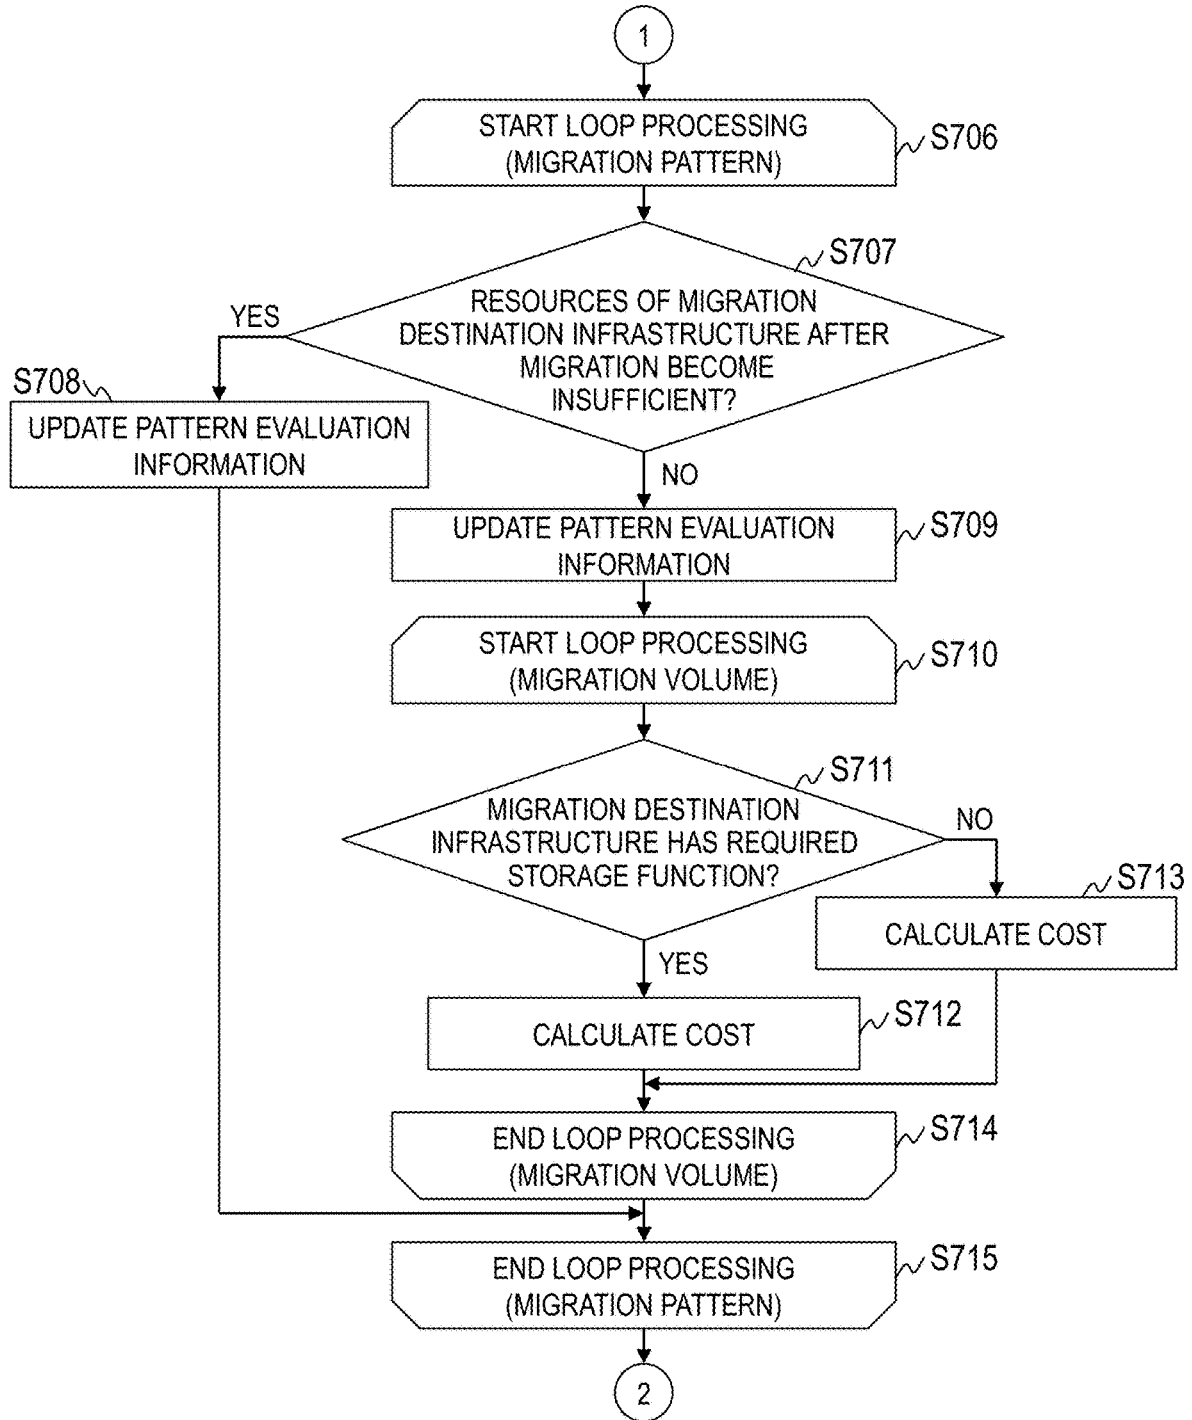 1
START LOOP PROCESSING
(MIGRATION PATTERN)
S706
S707
RESOURCES OF MIGRATION
DESTINATION INFRASTRUCTURE AFTER
MIGRATION BECOME
INSUFFICIENT?
YES
S708
UPDATE PATTERN EVALUATION
INFORMATION
NO
UPDATE PATTERN EVALUATION
INFORMATION
S709
START LOOP PROCESSING
(MIGRATION VOLUME)
S710
S711
MIGRATION DESTINATION
INFRASTRUCTURE HAS REQUIRED
STORAGE FUNCTION?
NO
S713
CALCULATE COST
YES
S712
CALCULATE COST
END LOOP PROCESSING
(MIGRATION VOLUME)
S714
END LOOP PROCESSING
(MIGRATION PATTERN)
S715
2